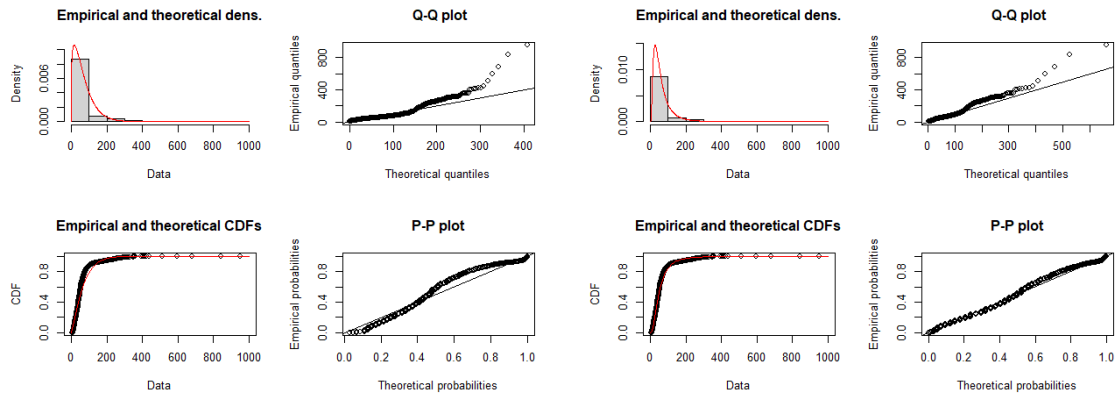 Empirical and theoretical dens.
Density
0.000 0.006
0 200 400 600 800 1000
Data
Q-Q plot
Empirical quantiles
0 400 800
0 100 200 300 400
Theoretical quantiles
Empirical and theoretical dens.
Density
0.000 0.010
0 200 400 600 800 1000
Data
Q-Q plot
Empirical quantiles
0 400 800
0 100 300 500
Theoretical quantiles
Empirical and theoretical CDFs
CDF
0.0 0.4 0.8
0 200 400 600 800 1000
Data
P-P plot
Empirical probabilities
0.0 0.4 0.8
0.0 0.2 0.4 0.6 0.8 1.0
Theoretical probabilities
Empirical and theoretical CDFs
CDF
0.0 0.4 0.8
0 200 400 600 800 1000
Data
P-P plot
Empirical probabilities
0.0 0.4 0.8
0.0 0.2 0.4 0.6 0.8 1.0
Theoretical probabilities